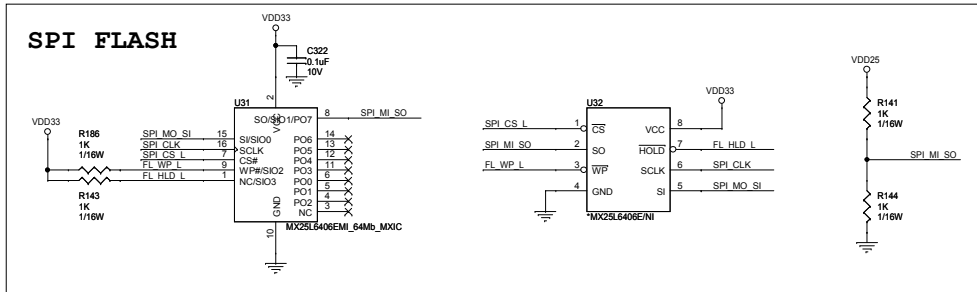 SPI FLASH
VDD33
C322
0.1uF
10V
U31
2
VCC
SO/SIO1/PO7 8 SPI_MI_SO
VDD33
R186
1K
1/16W
SPI_MO_SI 15 SI/SIO0
SPI_CLK 16 SCLK
SPI_CS_L 7 CS#
FL_WP_L 9 WP#/SIO2
FL_HLD_L 1 NC/SIO3
R143
1K
1/16W
PO6 14
PO5 13
PO4 12
PO3 11
PO0 6
PO1 5
PO2 4
NC 3
GND
10
MX25L6406EMI_64Mb_MXIC
U32
VDD33
SPI_CS_L 1 CS VCC 8
SPI_MI_SO 2 SO HOLD 7 FL_HLD_L
FL_WP_L 3 WP SCLK 6 SPI_CLK
4 GND SI 5 SPI_MO_SI
*MX25L6406E/NI
VDD25
R141
1K
1/16W
SPI_MI_SO
R144
1K
1/16W